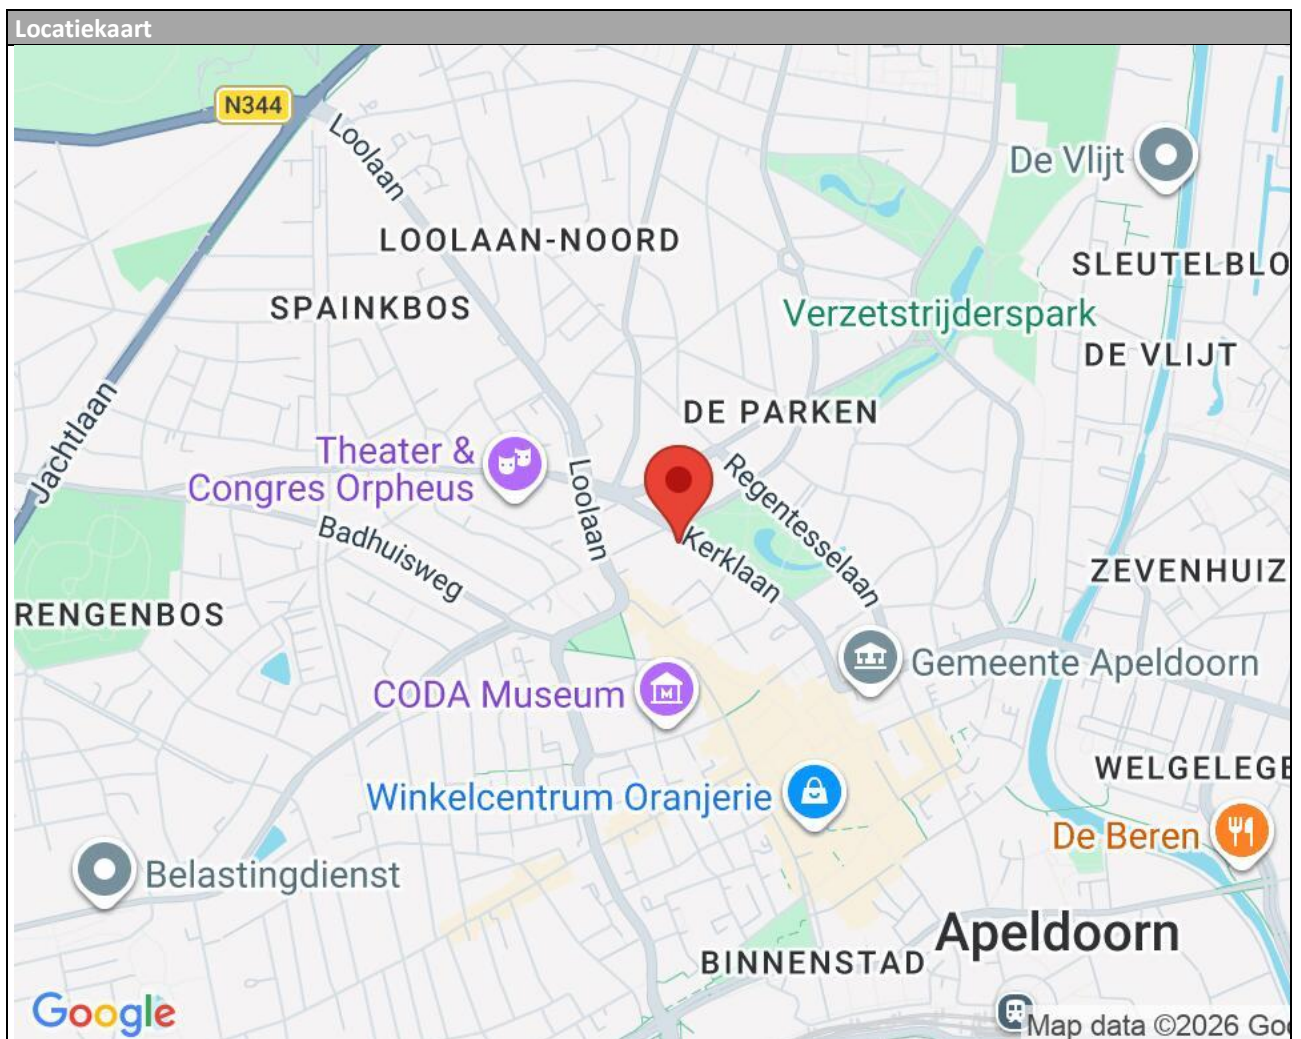 Locatiekaart
N344
Loolaan
De Vlijt
LOOLAAN-NOORD
SLEUTELBLO
SPAINKBOS
Verzetstrijderspark
DE VLIJT
Jachtlaan
DE PARKEN
Theater &
Congres Orpheus
Loolaan
Regentesselaan
Badhuisweg
Kerklaan
ZEVENHUIZ
RENGENBOS
Gemeente Apeldoorn
CODA Museum
WELGELEGE
Winkelcentrum Oranjerie
De Beren
Belastingdienst
Apeldoorn
BINNENSTAD
Google
Map data ©2026 Goo